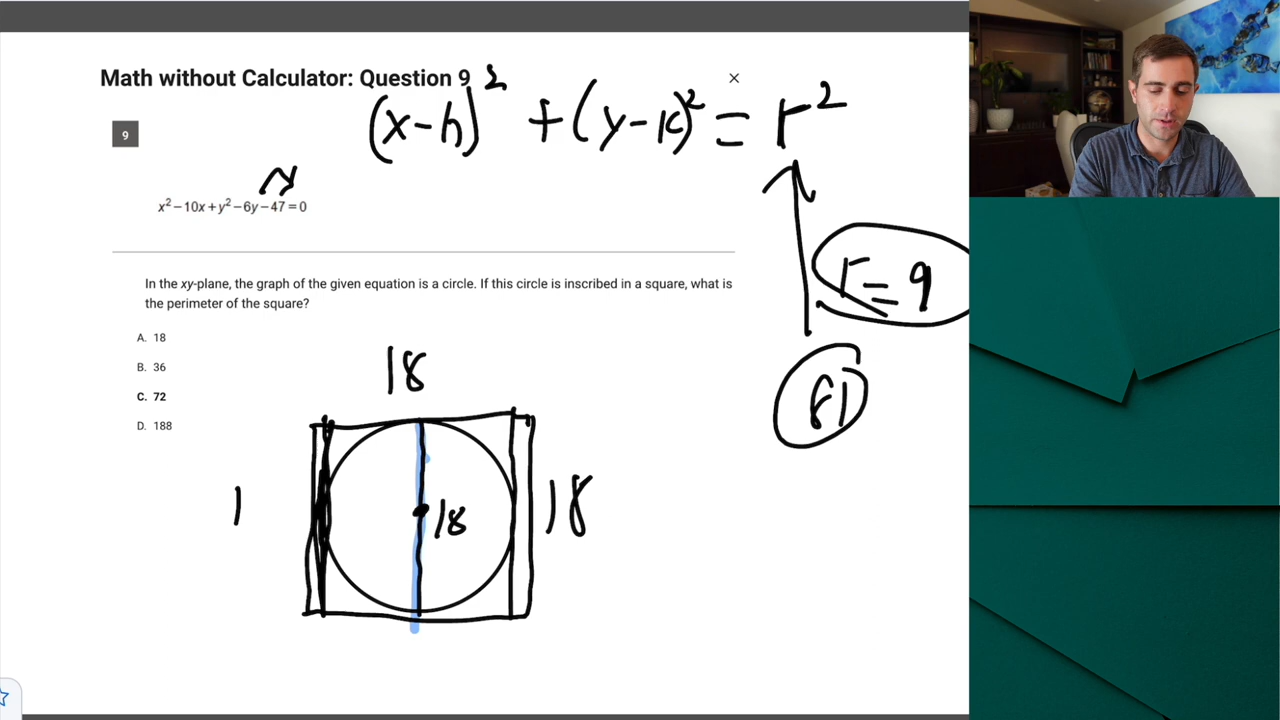 Math without Calculator: Question 9
×
(x-h)² + (y-k)² = r²
9
x²−10x+y²−6y−47=0
r = 9
In the xy-plane, the graph of the given equation is a circle. If this circle is inscribed in a square, what is
the perimeter of the square?
A. 18
B. 36
C. 72
D. 188
18
81
1
18
18